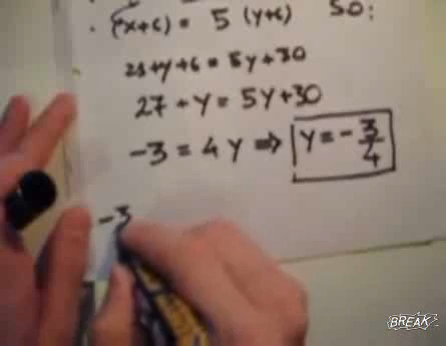 (x+6) = 5 (y+6) SO:
21+y+6 = 5y+30
27+y = 5y+30
-3 = 4y ⇒ y = -3/4
-3
BREAK